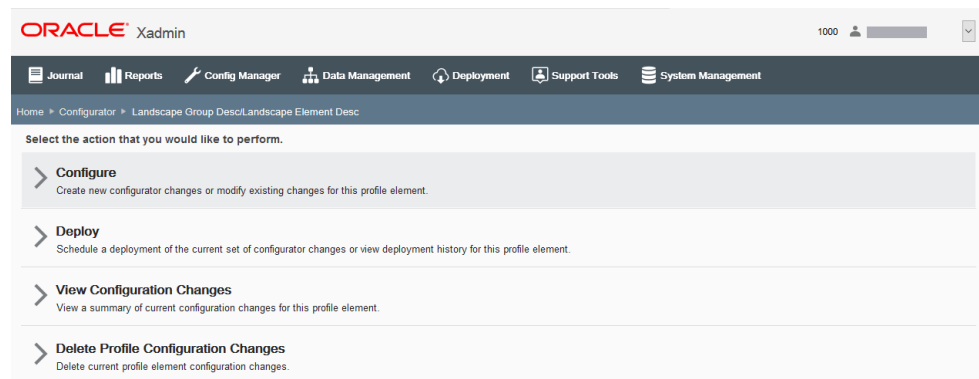 ORACLE® Xadmin
1000
Journal Reports Config Manager Data Management Deployment Support Tools System Management
Home Configurator Landscape Group Desc/Landscape Element Desc
Select the action that you would like to perform.
Configure
Create new configurator changes or modify existing changes for this profile element.
Deploy
Schedule a deployment of the current set of configurator changes or view deployment history for this profile element.
View Configuration Changes
View a summary of current configuration changes for this profile element.
Delete Profile Configuration Changes
Delete current profile element configuration changes.